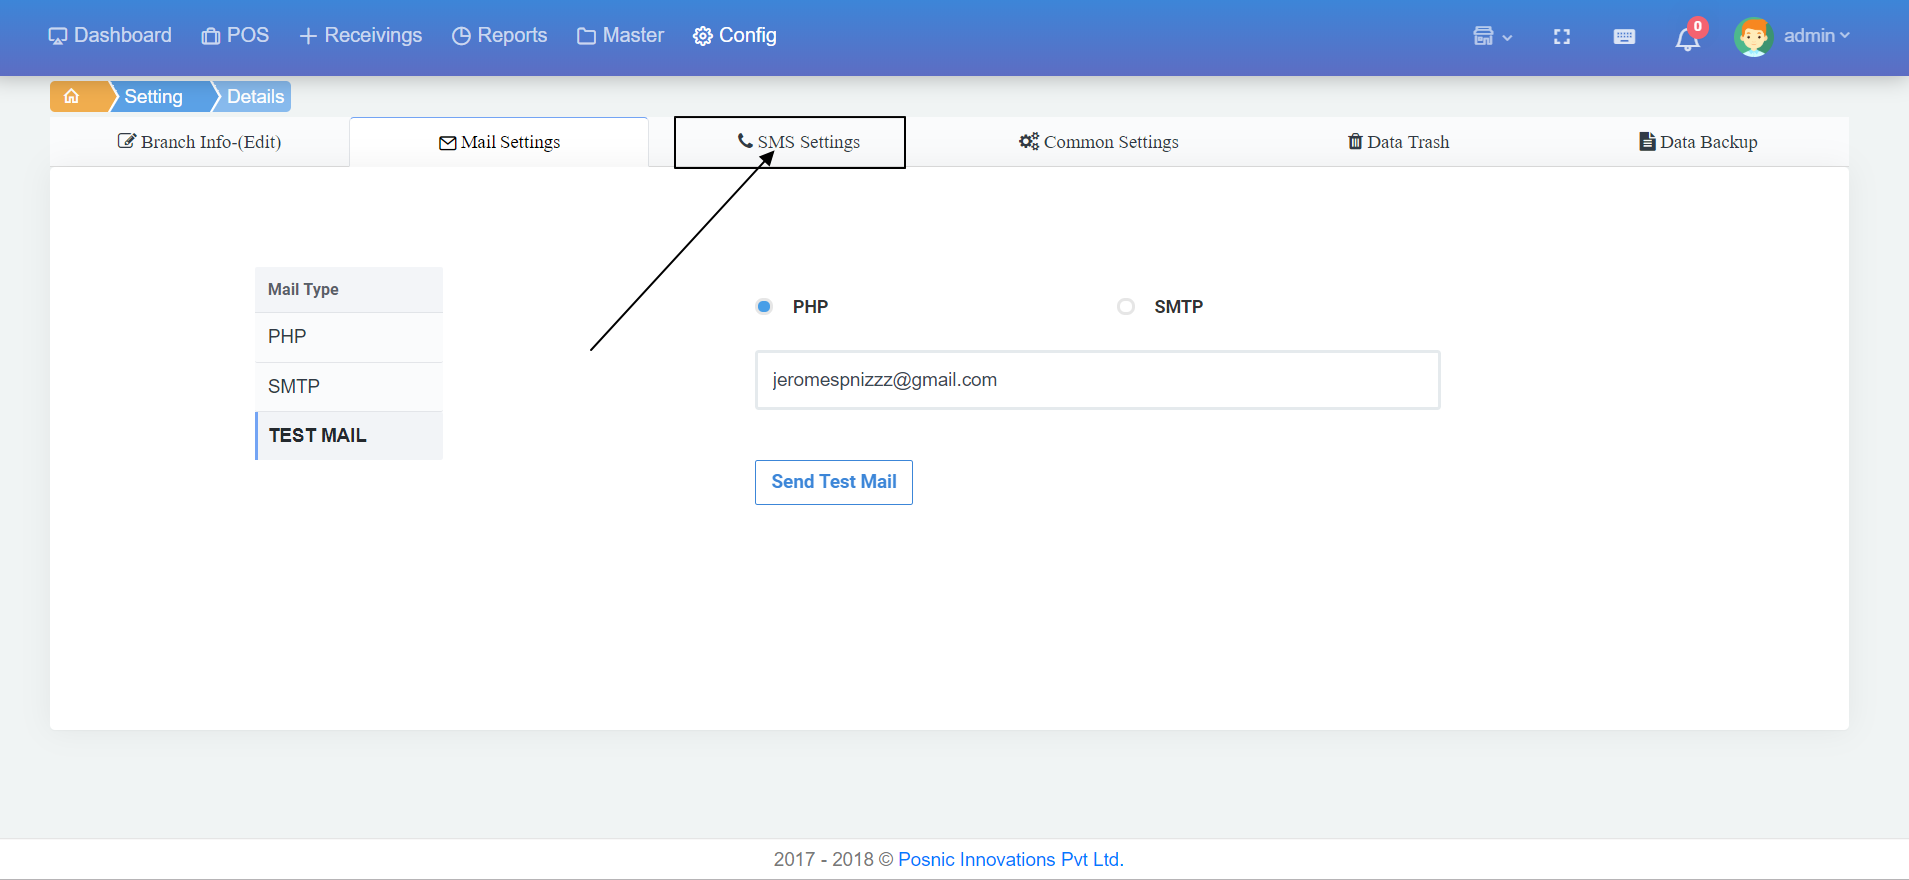 Dashboard POS Receivings Reports Master Config 0 admin
Setting Details
Branch Info-(Edit) Mail Settings SMS Settings Common Settings Data Trash Data Backup
Mail Type
PHP
SMTP
TEST MAIL
PHP SMTP
jeromespnizzz@gmail.com
Send Test Mail
2017 - 2018 © Posnic Innovations Pvt Ltd.